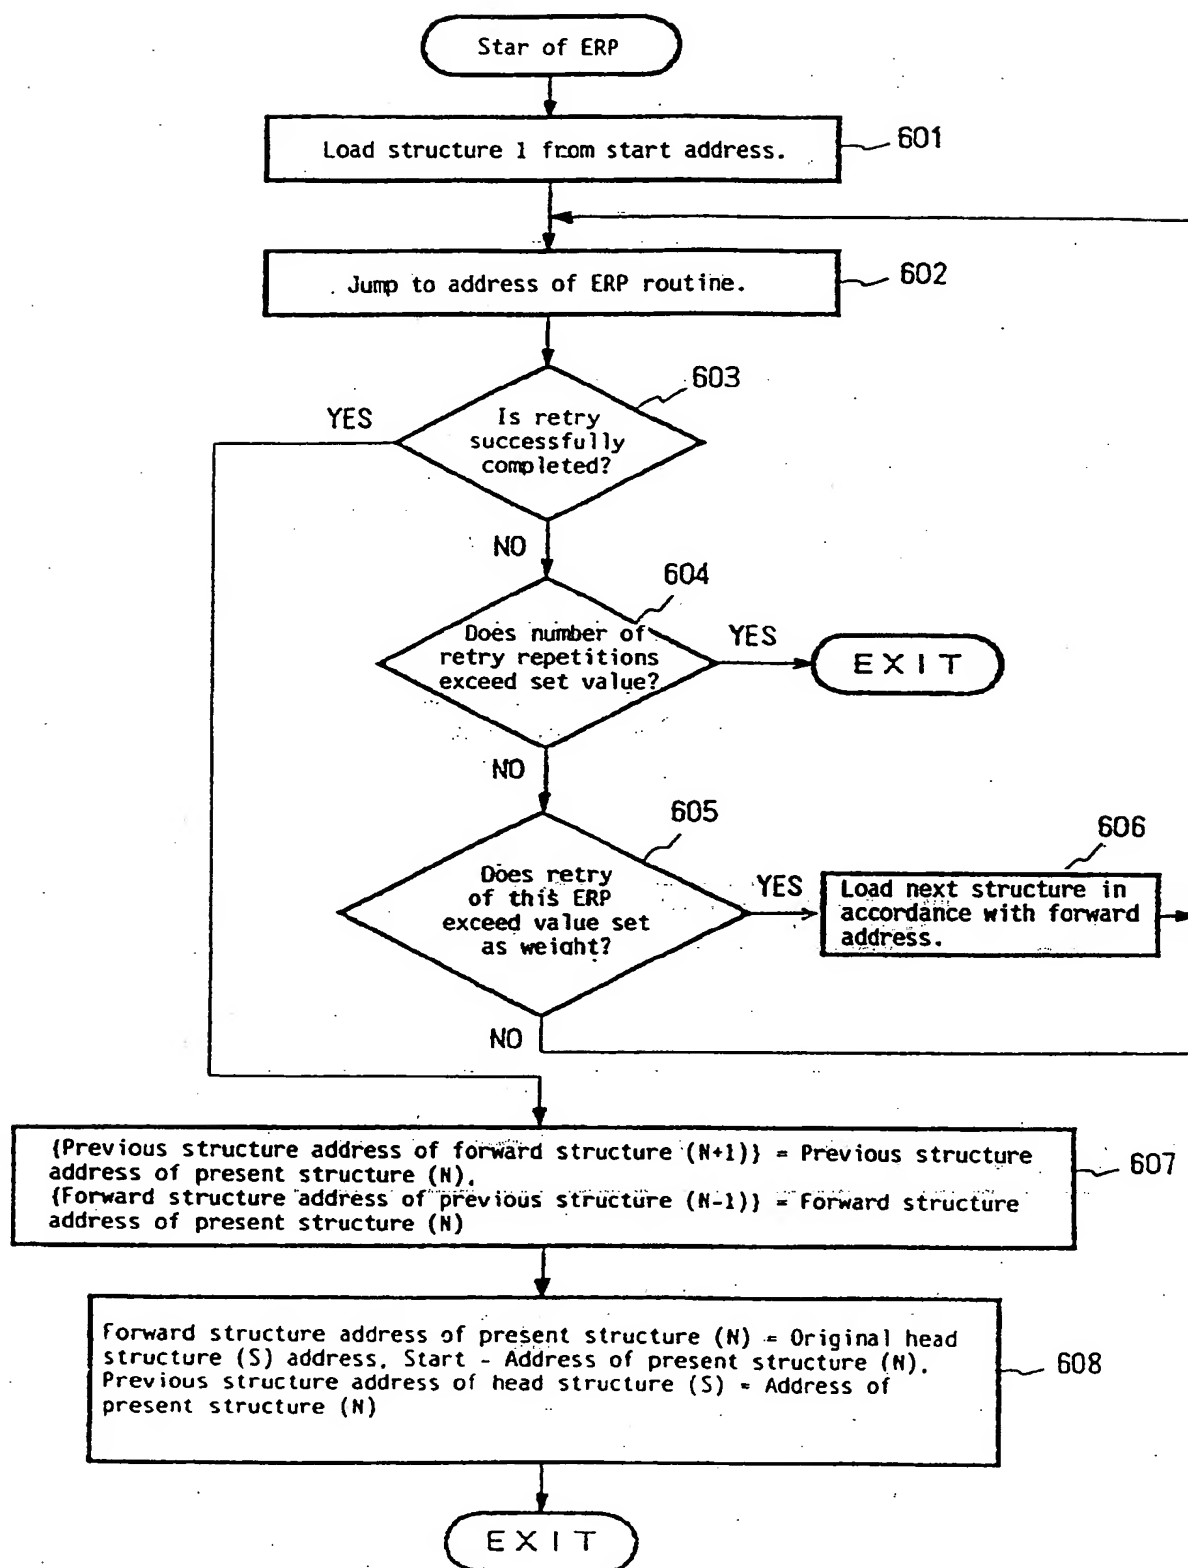 Star of ERP
Load structure 1 from start address.
601
Jump to address of ERP routine.
602
603
YES
Is retry
successfully
completed?
NO
604
Does number of
retry repetitions
exceed set value?
YES
EXIT
NO
605
606
Does retry
of this ERP
exceed value set
as weight?
YES
Load next structure in
accordance with forward
address.
NO
{Previous structure address of forward structure (N+1)} = Previous structure
address of present structure (N).
{Forward structure address of previous structure (N-1)} = Forward structure
address of present structure (N)
607
Forward structure address of present structure (N) = Original head
structure (S) address, Start - Address of present structure (N).
Previous structure address of head structure (S) = Address of
present structure (N)
608
EXIT